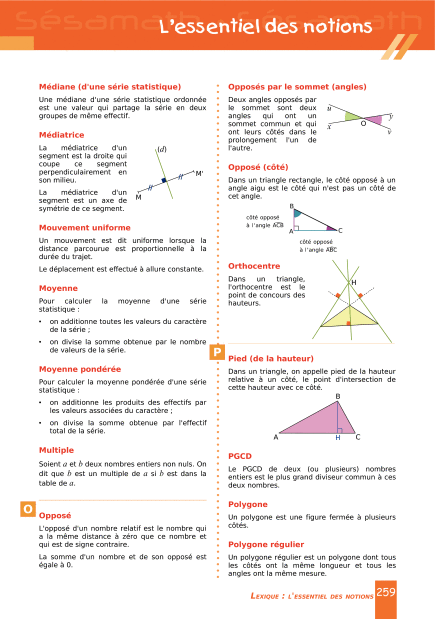 Sésamath
L'essentiel des notions
Médiane (d'une série statistique)
Une médiane d'une série statistique ordonnée
est une valeur qui partage la série en deux
groupes de même effectif.
Médiatrice
La médiatrice d'un
segment est la droite qui
coupe ce segment
perpendiculairement en
son milieu.
La médiatrice d'un
segment est un axe de
symétrie de ce segment.
(d)
M'
M
Mouvement uniforme
Un mouvement est dit uniforme lorsque la
distance parcourue est proportionnelle à la
durée du trajet.
Le déplacement est effectué à allure constante.
Moyenne
Pour calculer la moyenne d'une série
statistique :
• on additionne toutes les valeurs du caractère
de la série ;
• on divise la somme obtenue par le nombre
de valeurs de la série.
Moyenne pondérée
Pour calculer la moyenne pondérée d'une série
statistique :
• on additionne les produits des effectifs par
les valeurs associées du caractère ;
• on divise la somme obtenue par l'effectif
total de la série.
Multiple
Soient a et b deux nombres entiers non nuls. On
dit que b est un multiple de a si b est dans la
table de a.
O
Opposé
L'opposé d'un nombre relatif est le nombre qui
a la même distance à zéro que ce nombre et
qui est de signe contraire.
La somme d'un nombre et de son opposé est
égale à 0.
Opposés par le sommet (angles)
Deux angles opposés par
le sommet sont deux
angles qui ont un
sommet commun et qui
ont leurs côtés dans le
prolongement l'un de
l'autre.
u
y
O
x
v
Opposé (côté)
Dans un triangle rectangle, le côté opposé à un
angle aigu est le côté qui n'est pas un côté de
cet angle.
B
côté opposé
à l'angle ACB
A
C
côté opposé
à l'angle ABC
Orthocentre
Dans un triangle,
l'orthocentre est le
point de concours des
hauteurs.
H
P
Pied (de la hauteur)
Dans un triangle, on appelle pied de la hauteur
relative à un côté, le point d'intersection de
cette hauteur avec ce côté.
B
A
H
C
PGCD
Le PGCD de deux (ou plusieurs) nombres
entiers est le plus grand diviseur commun à ces
deux nombres.
Polygone
Un polygone est une figure fermée à plusieurs
côtés.
Polygone régulier
Un polygone régulier est un polygone dont tous
les côtés ont la même longueur et tous les
angles ont la même mesure.
Lexique : l'essentiel des notions
259